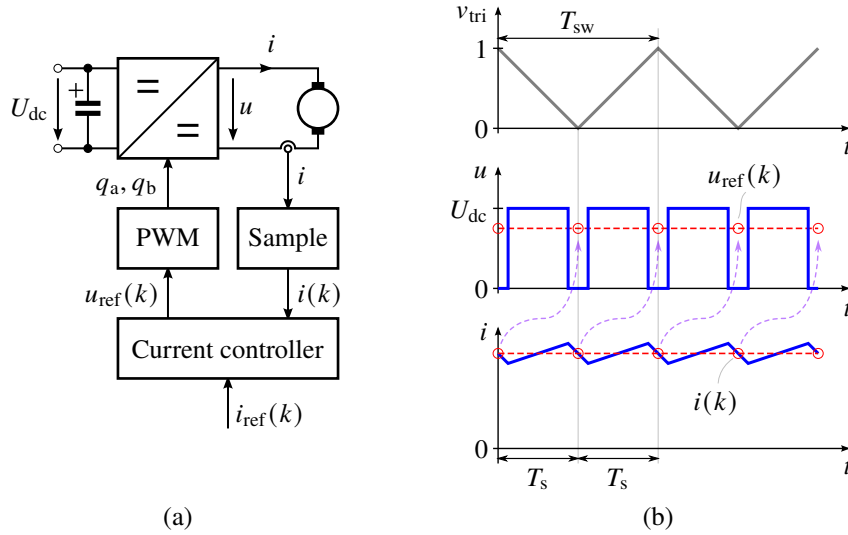 i
U_dc
+
u
i
q_a, q_b
PWM
Sample
u_ref(k)
i(k)
Current controller
i_ref(k)
(a)
v_tri
T_sw
1
0
t
u
u_ref(k)
U_dc
0
t
i
i(k)
0
t
T_s
T_s
(b)